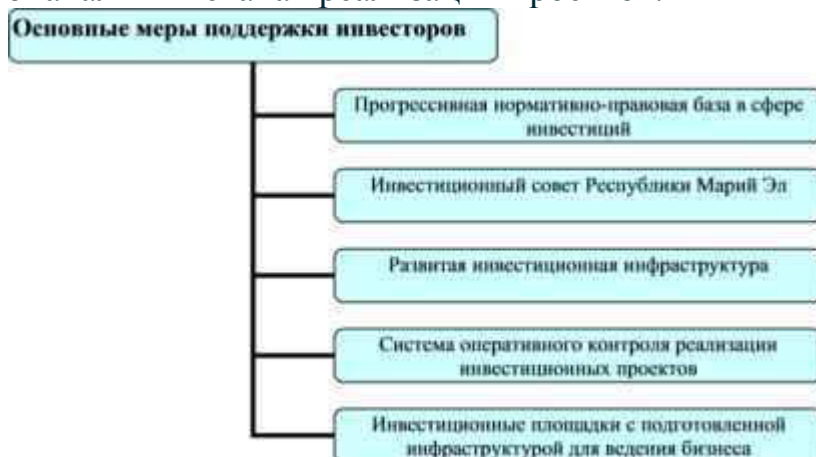 Основные меры поддержки инвесторов
Прогрессивная нормативно-правовая база в сфере
инвестиций
Инвестиционный совет Республики Марий Эл
Развитая инвестиционная инфраструктура
Система оперативного контроля реализации
инвестиционных проектов
Инвестиционные площадки с подготовленной
инфраструктурой для ведения бизнеса